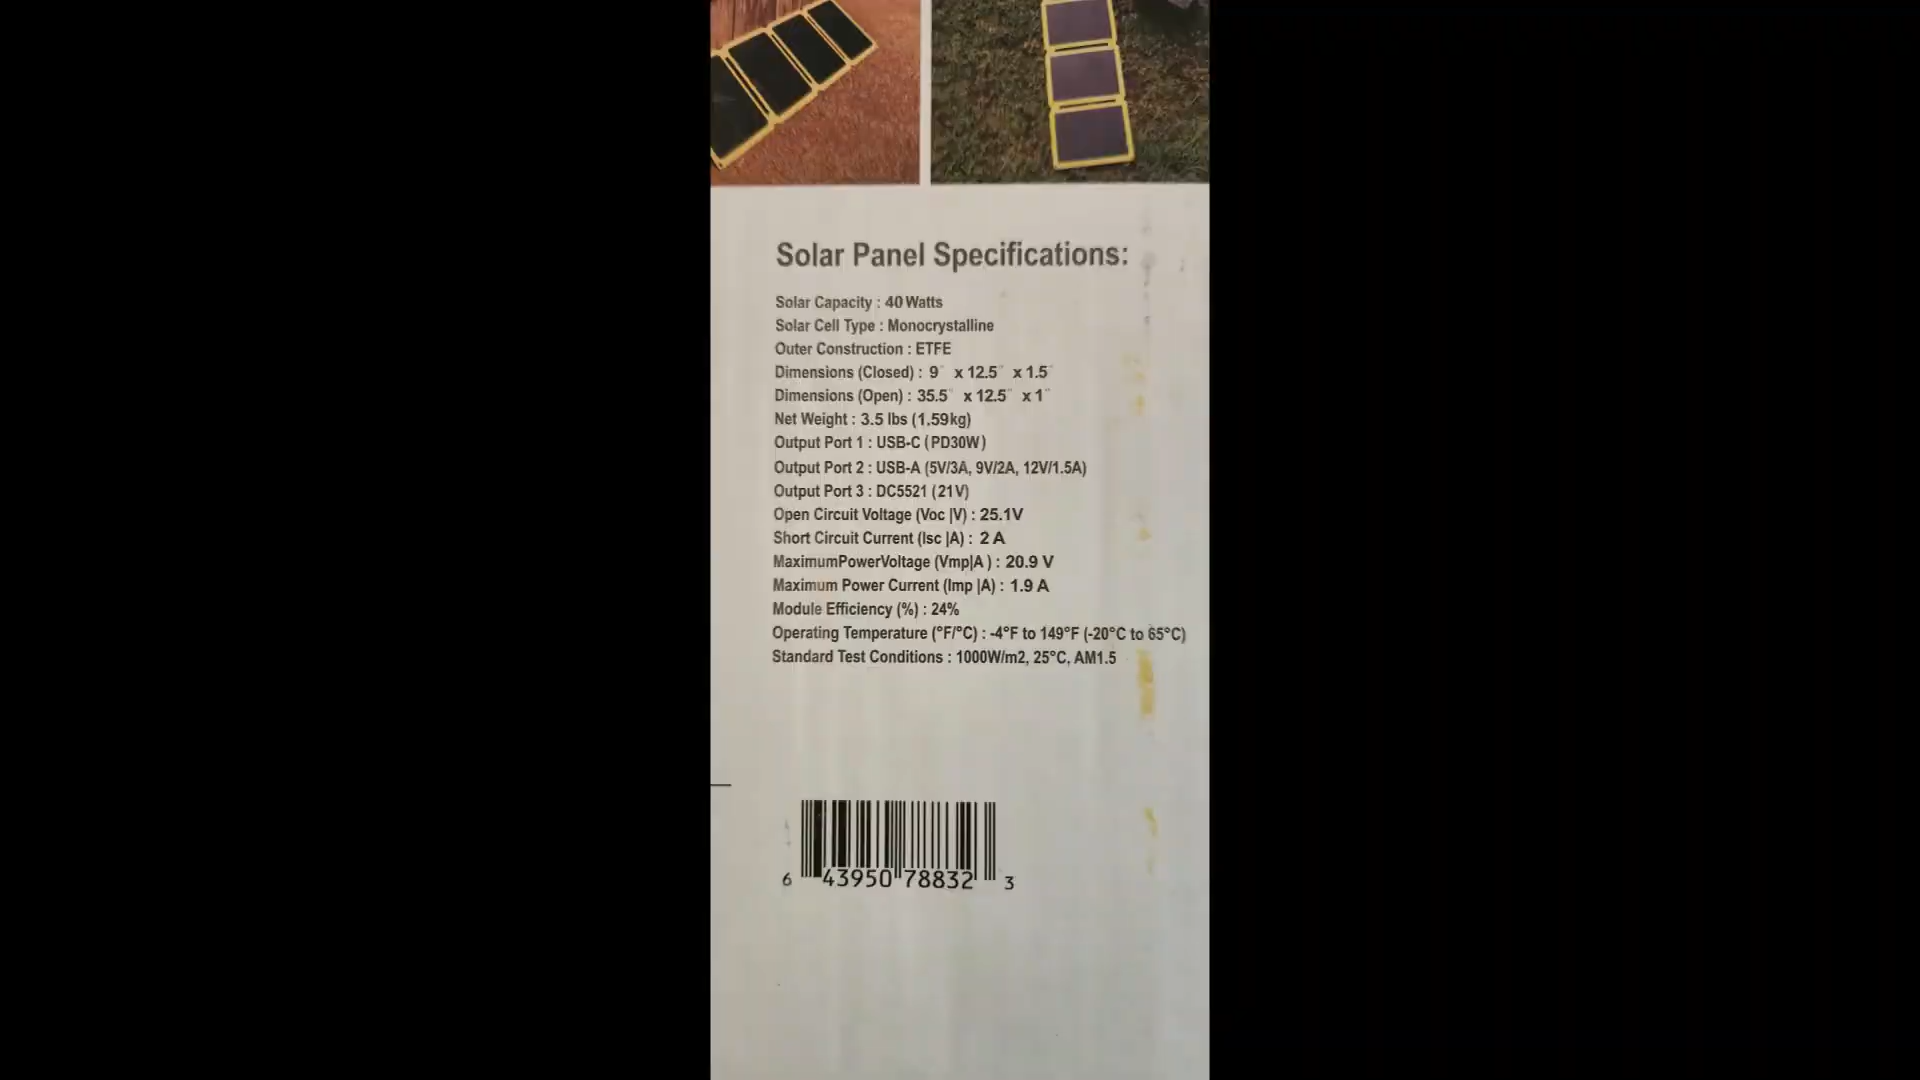 Solar Panel Specifications:
Solar Capacity : 40 Watts
Solar Cell Type : Monocrystalline
Outer Construction : ETFE
Dimensions (Closed) : 9" x 12.5" x 1.5"
Dimensions (Open) : 35.5" x 12.5" x 1"
Net Weight : 3.5 lbs (1.59kg)
Output Port 1 : USB-C (PD30W)
Output Port 2 : USB-A (5V/3A, 9V/2A, 12V/1.5A)
Output Port 3 : DC5521 (21V)
Open Circuit Voltage (Voc |V) : 25.1V
Short Circuit Current (Isc |A) : 2 A
MaximumPowerVoltage (Vmp|A ) : 20.9 V
Maximum Power Current (Imp |A) : 1.9 A
Module Efficiency (%) : 24%
Operating Temperature (°F/°C) : -4°F to 149°F (-20°C to 65°C)
Standard Test Conditions : 1000W/m2, 25°C, AM1.5
6 43950 78832 3